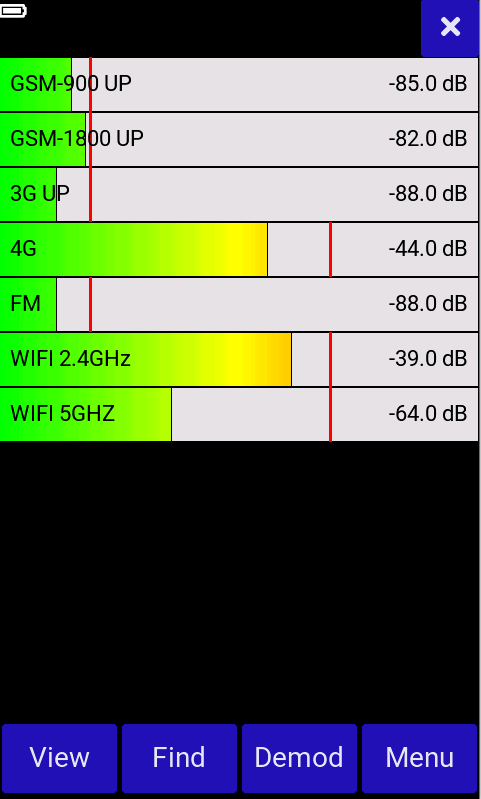 GSM-900 UP -85.0 dB
GSM-1800 UP -82.0 dB
3G UP -88.0 dB
4G -44.0 dB
FM -88.0 dB
WIFI 2.4GHz -39.0 dB
WIFI 5GHZ -64.0 dB
View Find Demod Menu